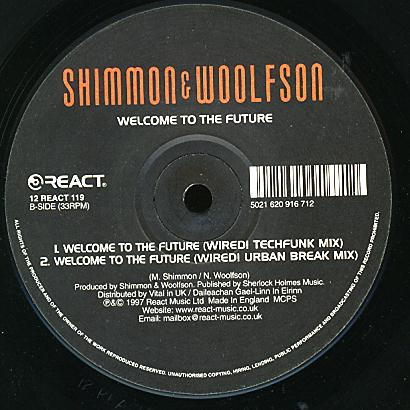 SHIMMON & WOOLFSON
WELCOME TO THE FUTURE
REACT.
12 REACT 119
B-SIDE (33RPM)
5021 620 916 712
1. WELCOME TO THE FUTURE (WIRED! TECHFUNK MIX)
2. WELCOME TO THE FUTURE (WIRED! URBAN BREAK MIX)
(M. Shimmon / N. Woolfson)
Produced by Shimmon & Woolfson. Published by Sherlock Holmes Music.
Distributed by Vital in UK / Daileachan Gael-Linn In Eirinn
℗&© 1997 React Music Ltd Made In England MCPS
Website: www.react-music.co.uk
Email: mailbox@react-music.co.uk
ALL RIGHTS OF THE PRODUCER AND OF THE OWNER OF THE WORK REPRODUCED RESERVED. UNAUTHORISED COPYING, HIRING, LENDING, PUBLIC PERFORMANCE AND BROADCASTING OF THIS RECORD PROHIBITED.